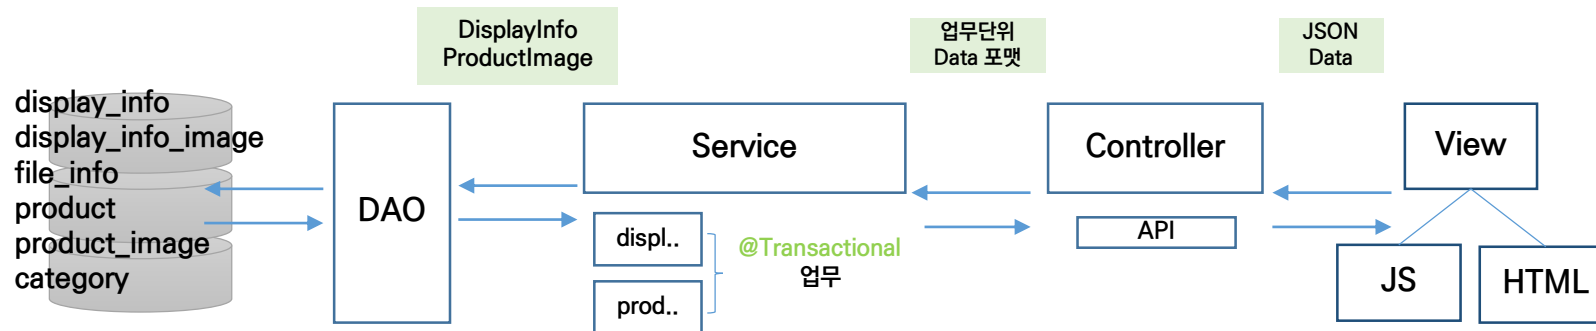 DisplayInfo
ProductImage
업무단위
Data 포맷
JSON
Data
display_info
display_info_image
file_info
product
product_image
category
DAO
Service
displ..
prod..
@Transactional
업무
Controller
API
View
JS
HTML